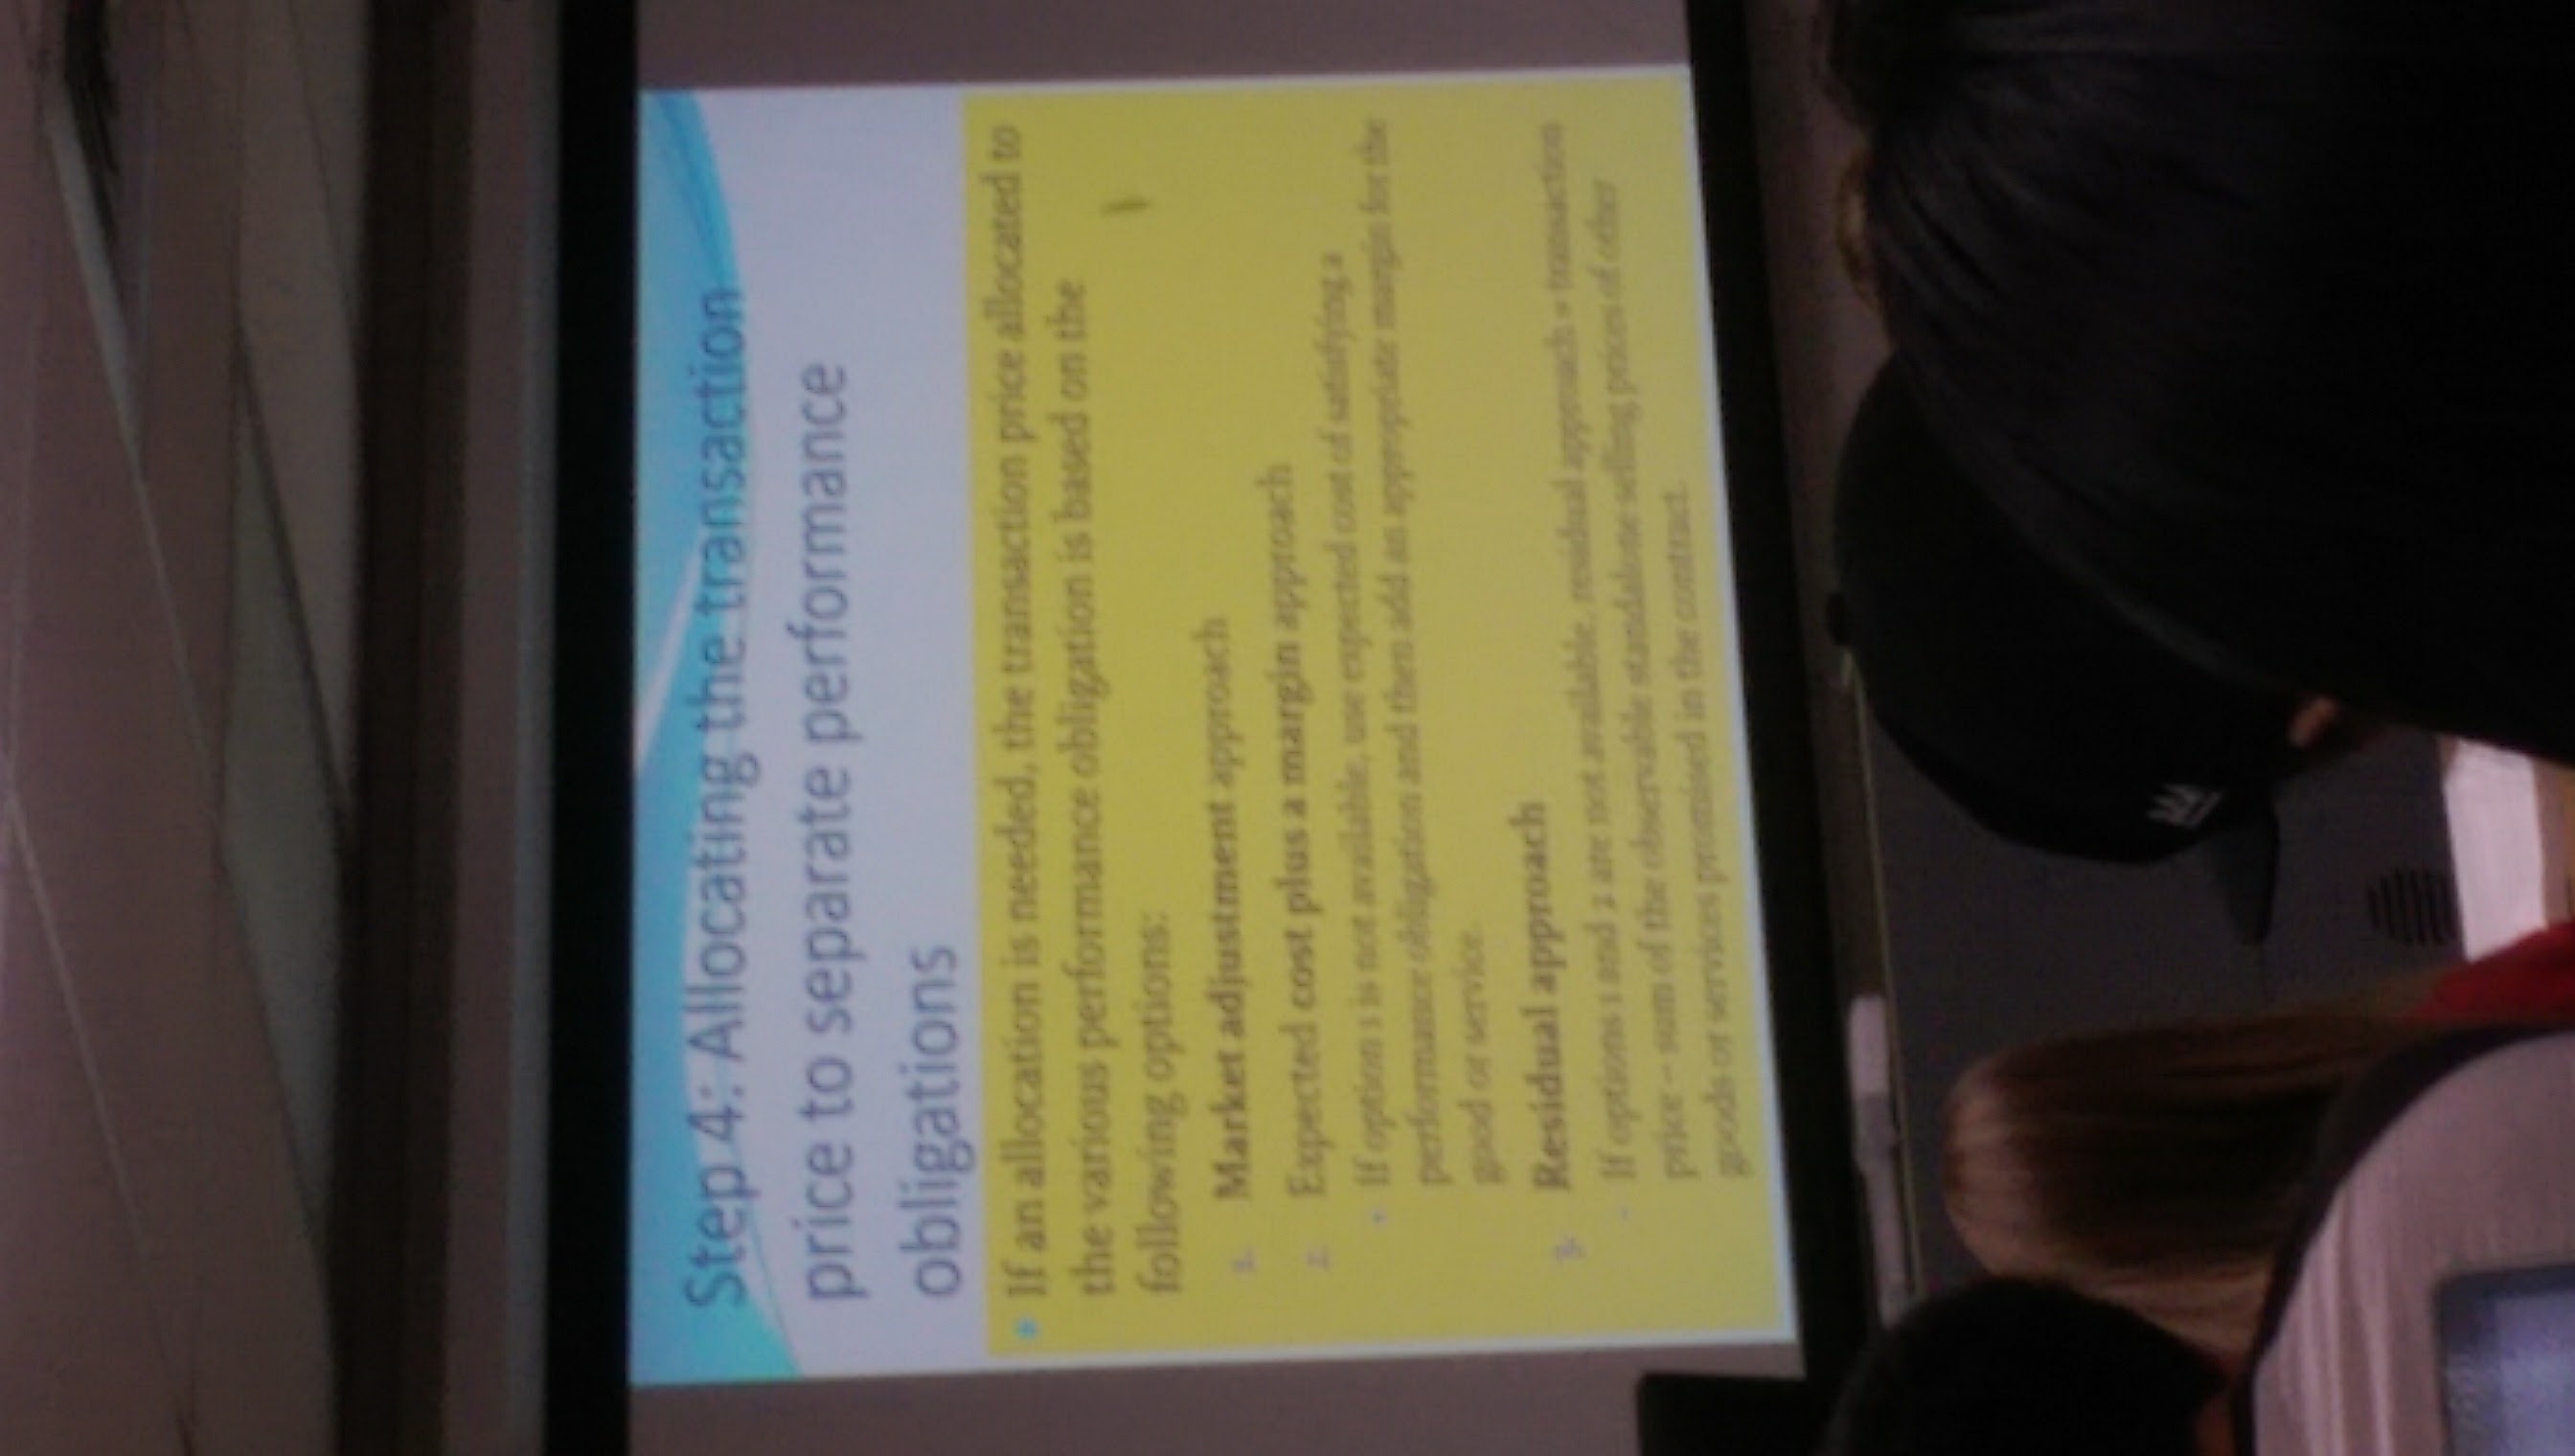 Step 4: Allocating the transaction
price to separate performance
obligations
If an allocation is needed, the transaction price allocated to
the various performance obligation is based on the
following options:
1. Market adjustment approach
2. Expected cost plus a margin approach
If option 1 is not available, use expected cost of satisfying a
performance obligation and then add an appropriate margin for the
good or service.
3. Residual approach
If options 1 and 2 are not available, residual approach = transaction
price – sum of the observable standalone selling prices of other
goods or services promised in the contract.